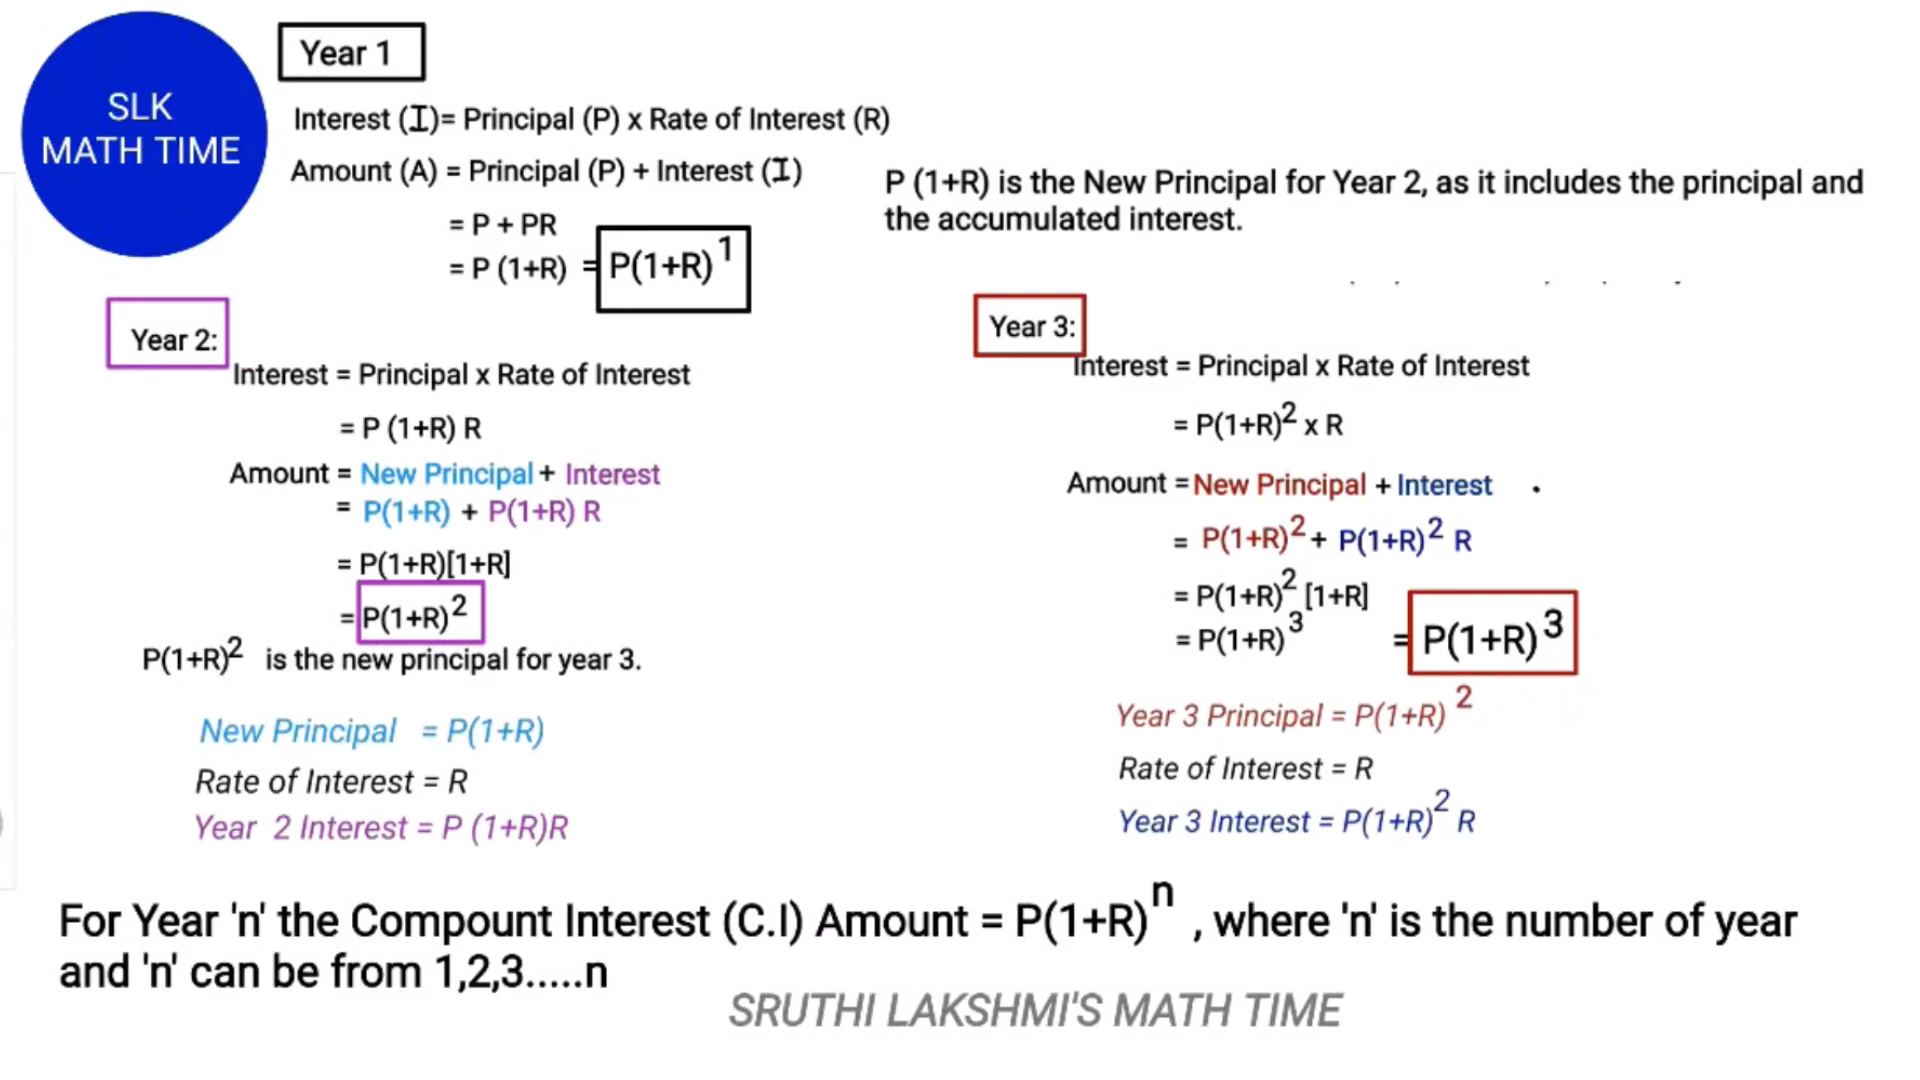 SLK
MATH TIME
Year 1
Interest (I)= Principal (P) x Rate of Interest (R)
Amount (A) = Principal (P) + Interest (I)
= P + PR
= P (1+R) = P(1+R)^1
P (1+R) is the New Principal for Year 2, as it includes the principal and
the accumulated interest.
Year 2:
Interest = Principal x Rate of Interest
= P (1+R) R
Amount = New Principal + Interest
= P(1+R) + P(1+R) R
= P(1+R)[1+R]
= P(1+R)^2
P(1+R)^2 is the new principal for year 3.
New Principal = P(1+R)
Rate of Interest = R
Year 2 Interest = P (1+R)R
Year 3:
Interest = Principal x Rate of Interest
= P(1+R)^2 x R
Amount = New Principal + Interest
= P(1+R)^2 + P(1+R)^2 R
= P(1+R)^2 [1+R]
= P(1+R)^3 = P(1+R)^3
Year 3 Principal = P(1+R)^2
Rate of Interest = R
Year 3 Interest = P(1+R)^2 R
For Year 'n' the Compount Interest (C.I) Amount = P(1+R)^n , where 'n' is the number of year
and 'n' can be from 1,2,3.....n
SRUTHI LAKSHMI'S MATH TIME